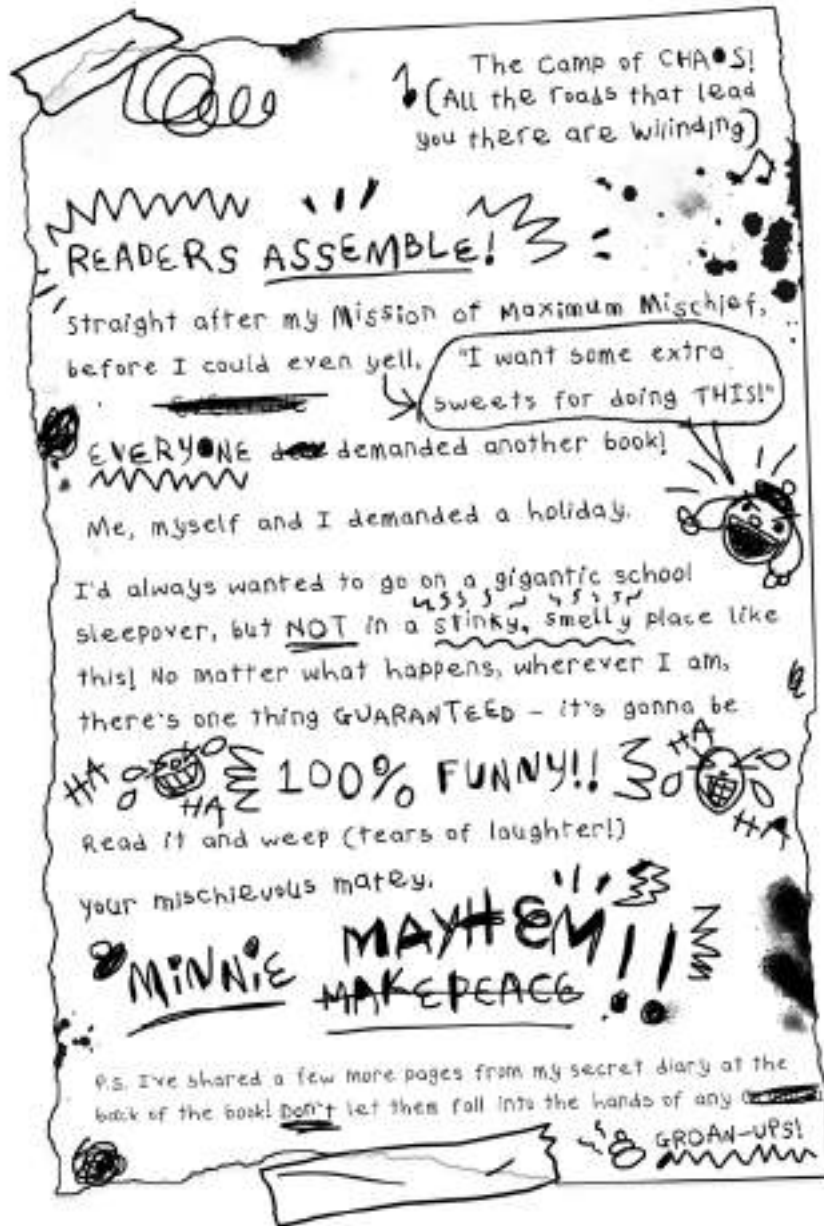 The Camp of CHAOS!
(All the roads that lead
you there are wiiinding)
READERS ASSEMBLE!
Straight after my Mission of Maximum Mischief,
before I could even yell,
"I want some extra
sweets for doing THIS!"
EVERYONE demanded another book!
Me, myself and I demanded a holiday.
I'd always wanted to go on a gigantic school
sleepover, but NOT in a stinky, smelly place like
this! No matter what happens, wherever I am,
there's one thing GUARANTEED – it's gonna be
HA HA 100% FUNNY!! HA HA
Read it and weep (tears of laughter!)
Your mischievous matey,
MINNIE MAYHEM!!
MAKEPEACE
P.S. I've shared a few more pages from my secret diary at the
back of the book! Don't let them fall into the hands of any
GROAN-UPS!